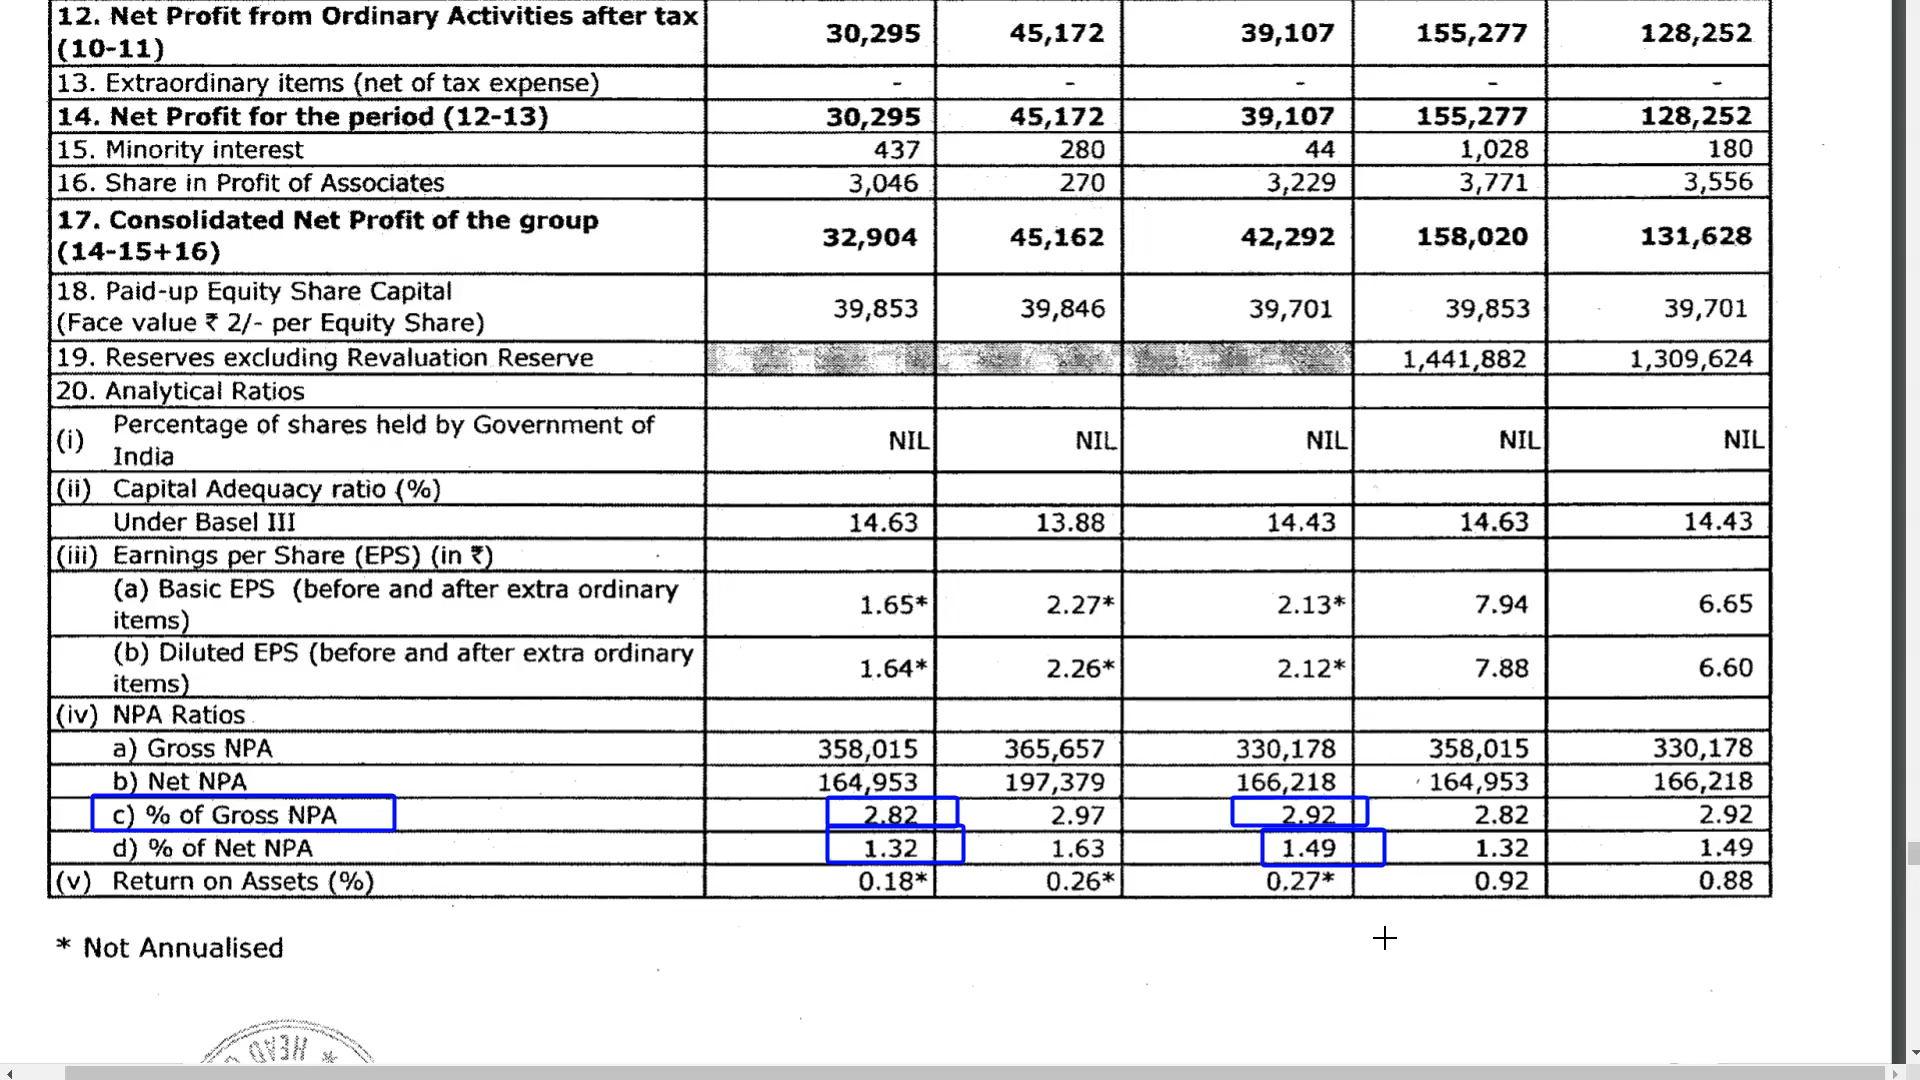 12. Net Profit from Ordinary Activities after tax (10-11) 30,295 45,172 39,107 155,277 128,252
13. Extraordinary items (net of tax expense) - - - - -
14. Net Profit for the period (12-13) 30,295 45,172 39,107 155,277 128,252
15. Minority interest 437 280 44 1,028 180
16. Share in Profit of Associates 3,046 270 3,229 3,771 3,556
17. Consolidated Net Profit of the group (14-15+16) 32,904 45,162 42,292 158,020 131,628
18. Paid-up Equity Share Capital (Face value ₹ 2/- per Equity Share) 39,853 39,846 39,701 39,853 39,701
19. Reserves excluding Revaluation Reserve 1,441,882 1,309,624
20. Analytical Ratios
(i) Percentage of shares held by Government of India NIL NIL NIL NIL NIL
(ii) Capital Adequacy ratio (%)
Under Basel III 14.63 13.88 14.43 14.63 14.43
(iii) Earnings per Share (EPS) (in ₹)
(a) Basic EPS (before and after extra ordinary items) 1.65* 2.27* 2.13* 7.94 6.65
(b) Diluted EPS (before and after extra ordinary items) 1.64* 2.26* 2.12* 7.88 6.60
(iv) NPA Ratios
a) Gross NPA 358,015 365,657 330,178 358,015 330,178
b) Net NPA 164,953 197,379 166,218 164,953 166,218
c) % of Gross NPA 2.82 2.97 2.92 2.82 2.92
d) % of Net NPA 1.32 1.63 1.49 1.32 1.49
(v) Return on Assets (%) 0.18* 0.26* 0.27* 0.92 0.88
* Not Annualised
HEAD